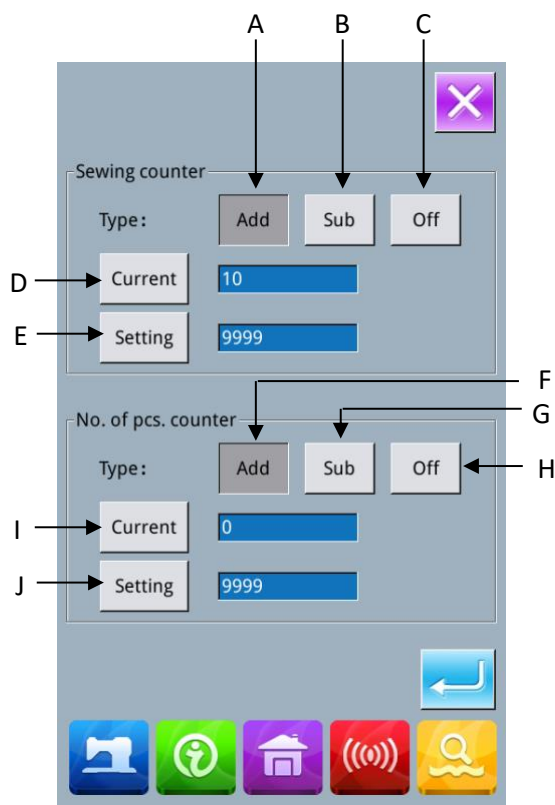 A B C
Sewing counter
Type: Add Sub Off
D Current 10
E Setting 9999
F
No. of pcs. counter
G
Type: Add Sub Off H
I Current 0
J Setting 9999